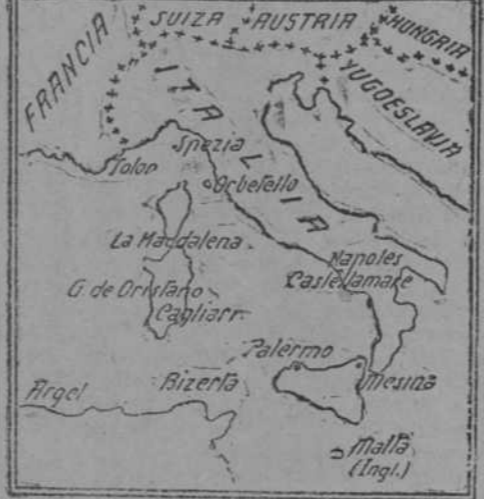 SUIZA
AUSTRIA
HUNGRIA
FRANCIA
ITALIA
YUGOESLAVIA
Spezia
Tolon
Orbetello
La Maddalena
Napoles
Castellamare
G. de Oristano
Cagliari
Palermo
Mesina
Argel
Bizerta
Malta
(Ingl.)